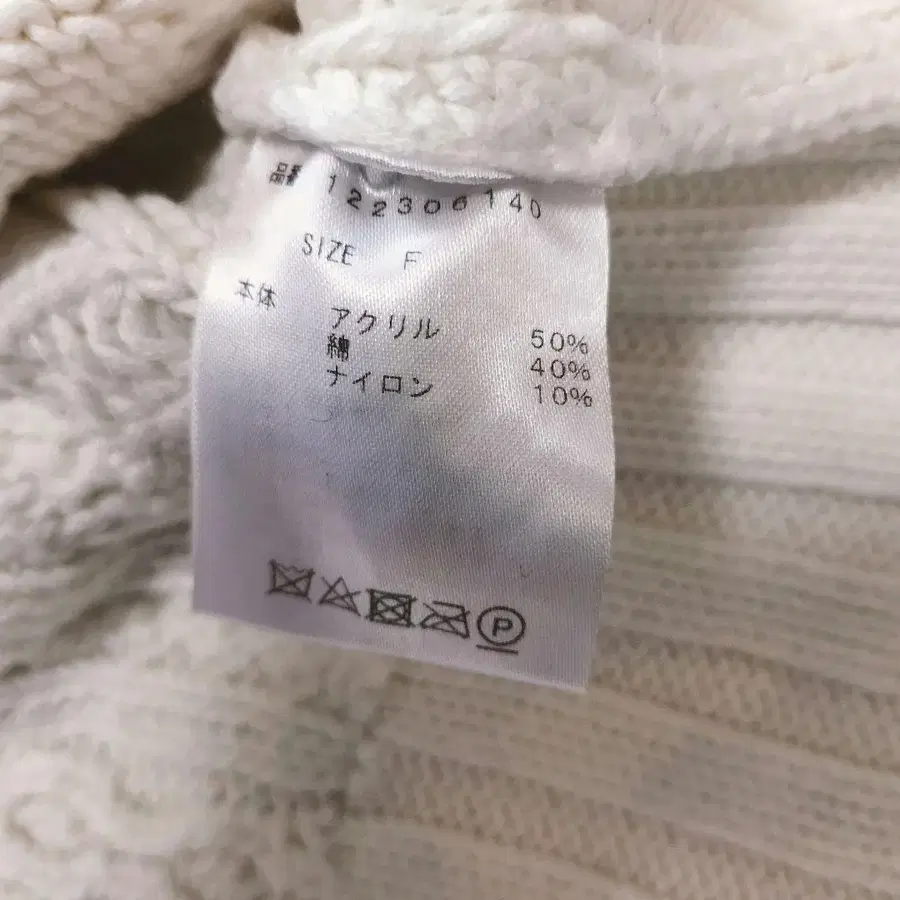 品番 122306140
SIZE F
本体 アクリル 50%
綿 40%
ナイロン 10%
P